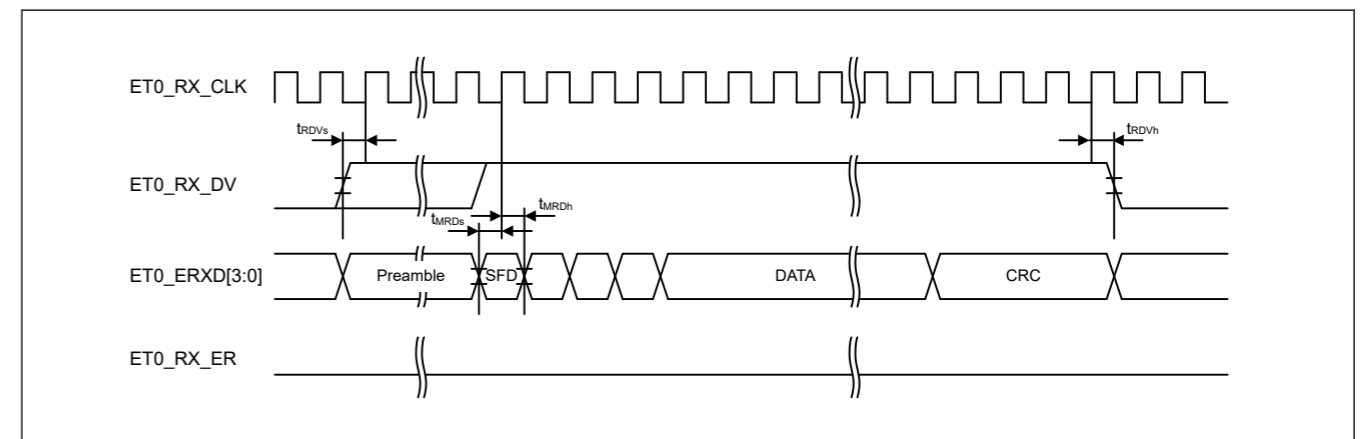 ET0_RX_CLK
tRDVs
tRDVh
ET0_RX_DV
tMRDs
tMRDh
ET0_ERXD[3:0]
Preamble
SFD
DATA
CRC
ET0_RX_ER